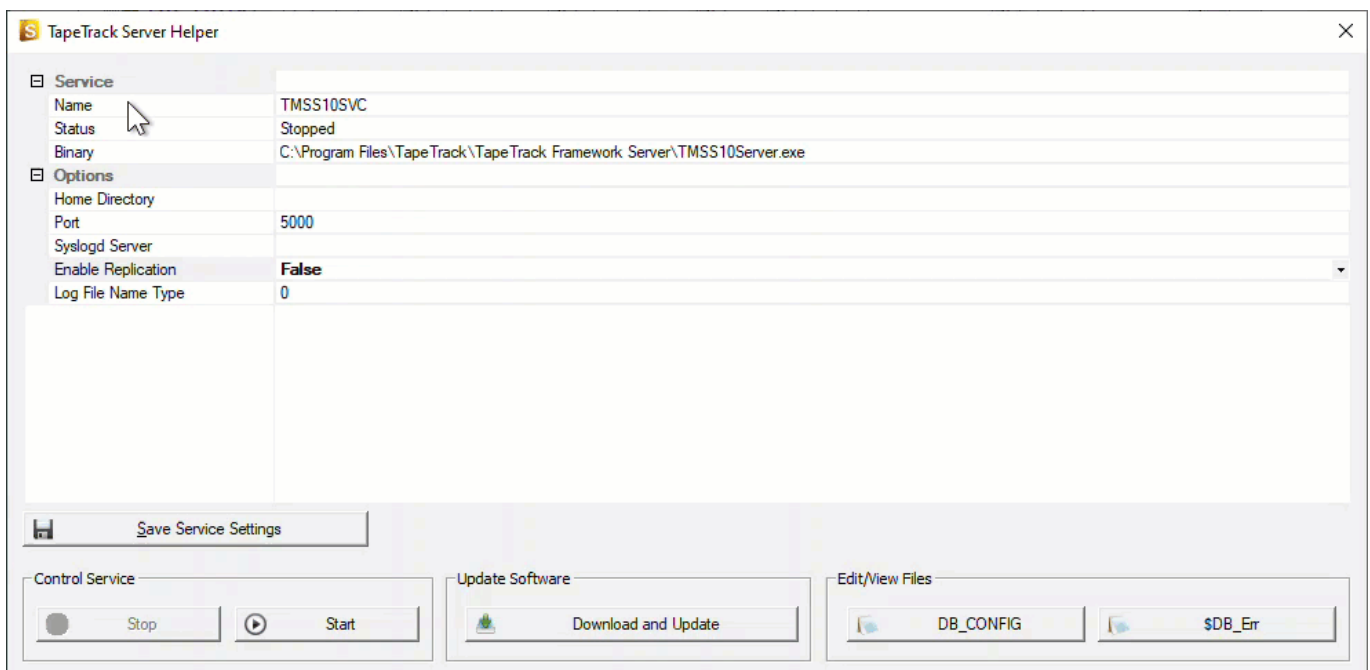 TapeTrack Server Helper
Service
Name TMSS10SVC
Status Stopped
Binary C:\Program Files\TapeTrack\TapeTrack Framework Server\TMSS10Server.exe
Options
Home Directory
Port 5000
Syslogd Server
Enable Replication False
Log File Name Type 0
Save Service Settings
Control Service Update Software Edit/View Files
Stop Start Download and Update DB_CONFIG $DB_Err